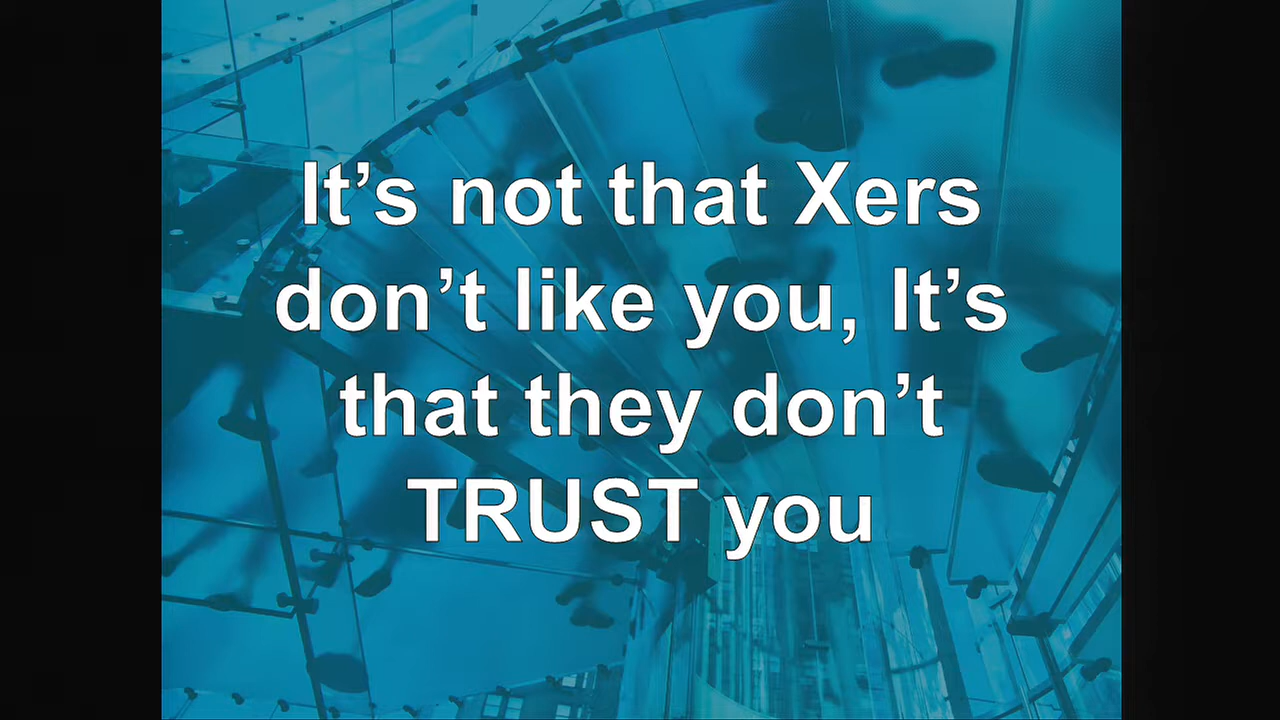 It’s not that Xers
don’t like you, It’s
that they don’t
TRUST you